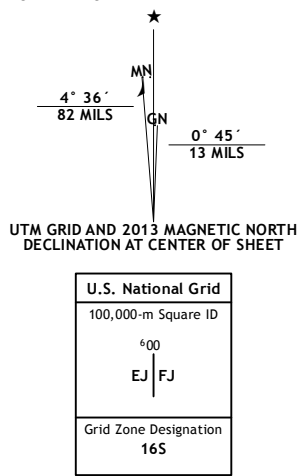 ★
MN
GN
4° 36´
82 MILS
0° 45´
13 MILS
UTM GRID AND 2013 MAGNETIC NORTH
DECLINATION AT CENTER OF SHEET
U.S. National Grid
100,000-m Square ID
⁶00
EJ FJ
Grid Zone Designation
16S